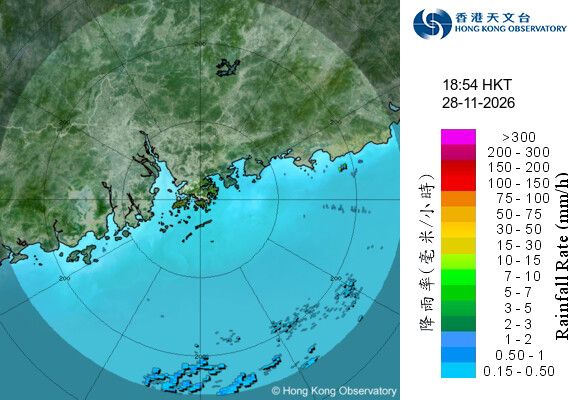 香港天文台
HONG KONG OBSERVATORY
18:54 HKT
28-11-2026
降雨率(毫米/小時)
Rainfall Rate (mm/h)
>300
200 - 300
150 - 200
100 - 150
75 - 100
50 - 75
30 - 50
15 - 30
10 - 15
7 - 10
5 - 7
3 - 5
2 - 3
1 - 2
0.50 - 1
0.15 - 0.50
200
200
200
200
© Hong Kong Observatory